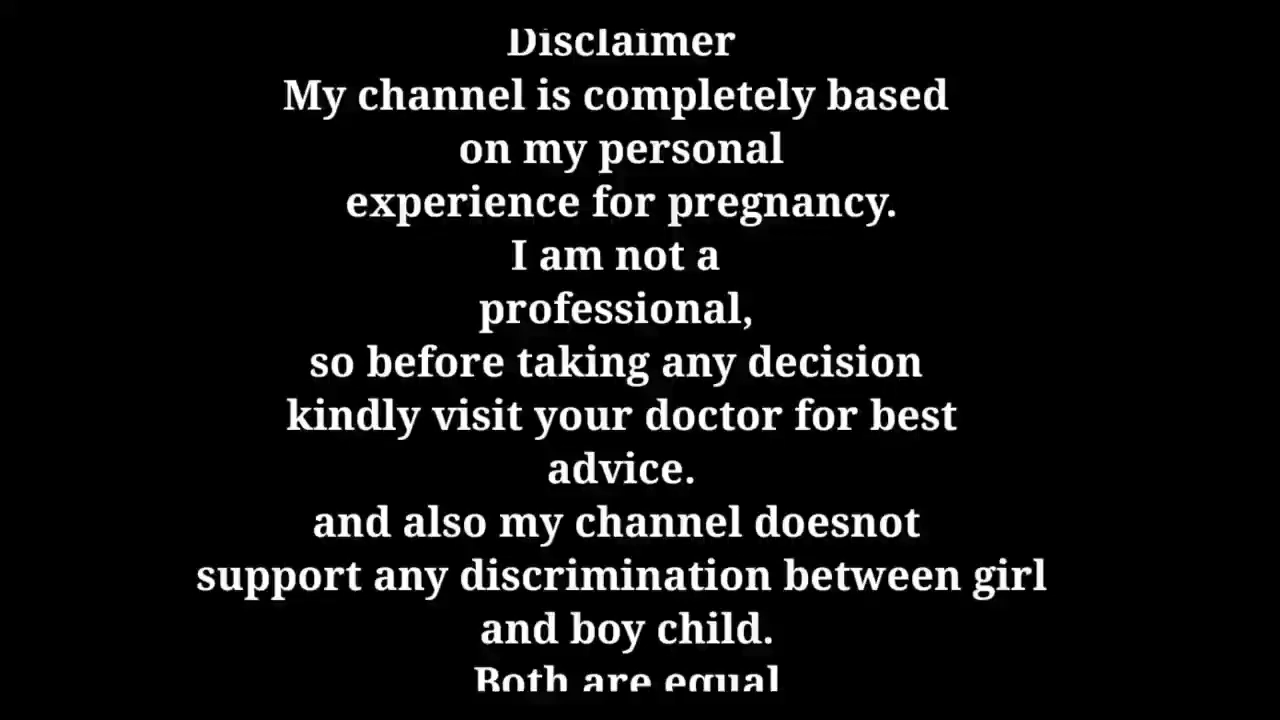 Disclaimer
My channel is completely based
on my personal
experience for pregnancy.
I am not a
professional,
so before taking any decision
kindly visit your doctor for best
advice.
and also my channel doesnot
support any discrimination between girl
and boy child.
Both are equal